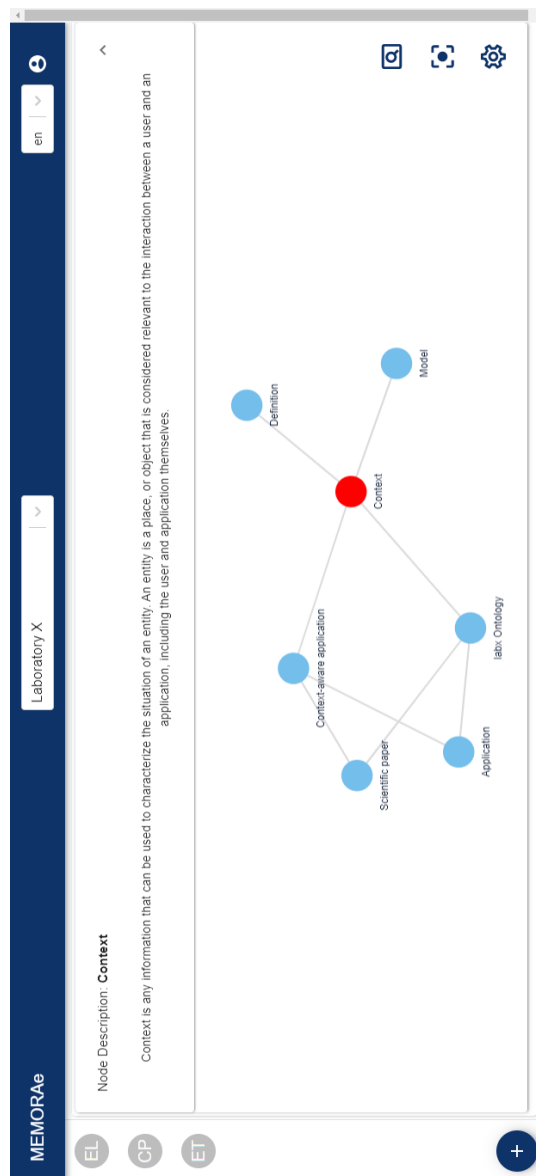 MEMORAe
Laboratory X
en
EL
CP
ET
Node Description: Context
Context is any information that can be used to characterize the situation of an entity. An entity is a place, or object that is considered relevant to the interaction between a user and an
application, including the user and application themselves.
Definition
Model
Context
Context-aware application
labx Ontology
Scientific paper
Application
+